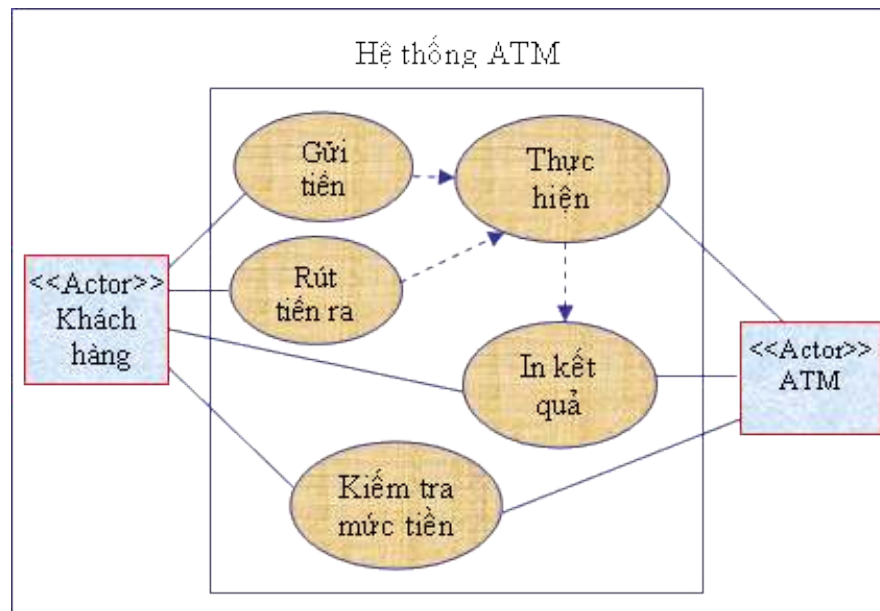 Hệ thống ATM
Gửi
tiền
Thực
hiện
<<Actor>>
Khách
hàng
Rút
tiền ra
<<Actor>>
ATM
In kết
quả
Kiểm tra
mức tiền